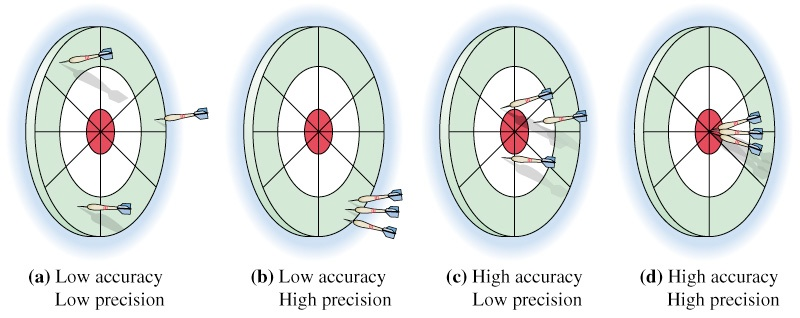 (a) Low accuracy
Low precision
(b) Low accuracy
High precision
(c) High accuracy
Low precision
(d) High accuracy
High precision